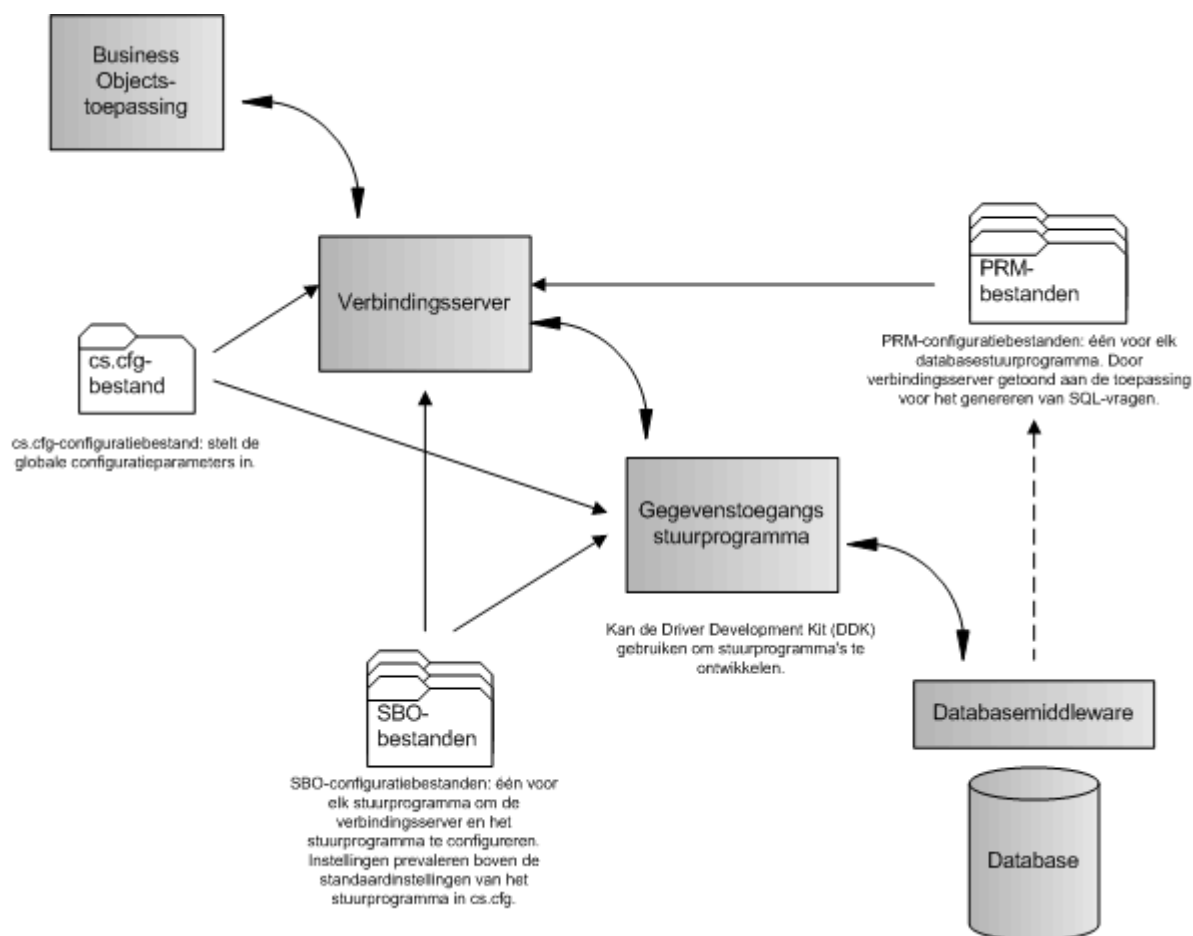 Business
Objects-
toepassing
Verbindingsserver
PRM-
bestanden
PRM-configuratiebestanden: één voor elk
databasestuurprogramma. Door
verbindingsserver getoond aan de toepassing
voor het genereren van SQL-vragen.
cs.cfg-
bestand
cs.cfg-configuratiebestand: stelt de
globale configuratieparameters in.
Gegevenstoegangs
stuurprogramma
Kan de Driver Development Kit (DDK)
gebruiken om stuurprogramma's te
ontwikkelen.
SBO-
bestanden
SBO-configuratiebestanden: één voor
elk stuurprogramma om de
verbindingsserver en het
stuurprogramma te configureren.
Instellingen prevaleren boven de
standaardinstellingen van het
stuurprogramma in cs.cfg.
Databasemiddleware
Database